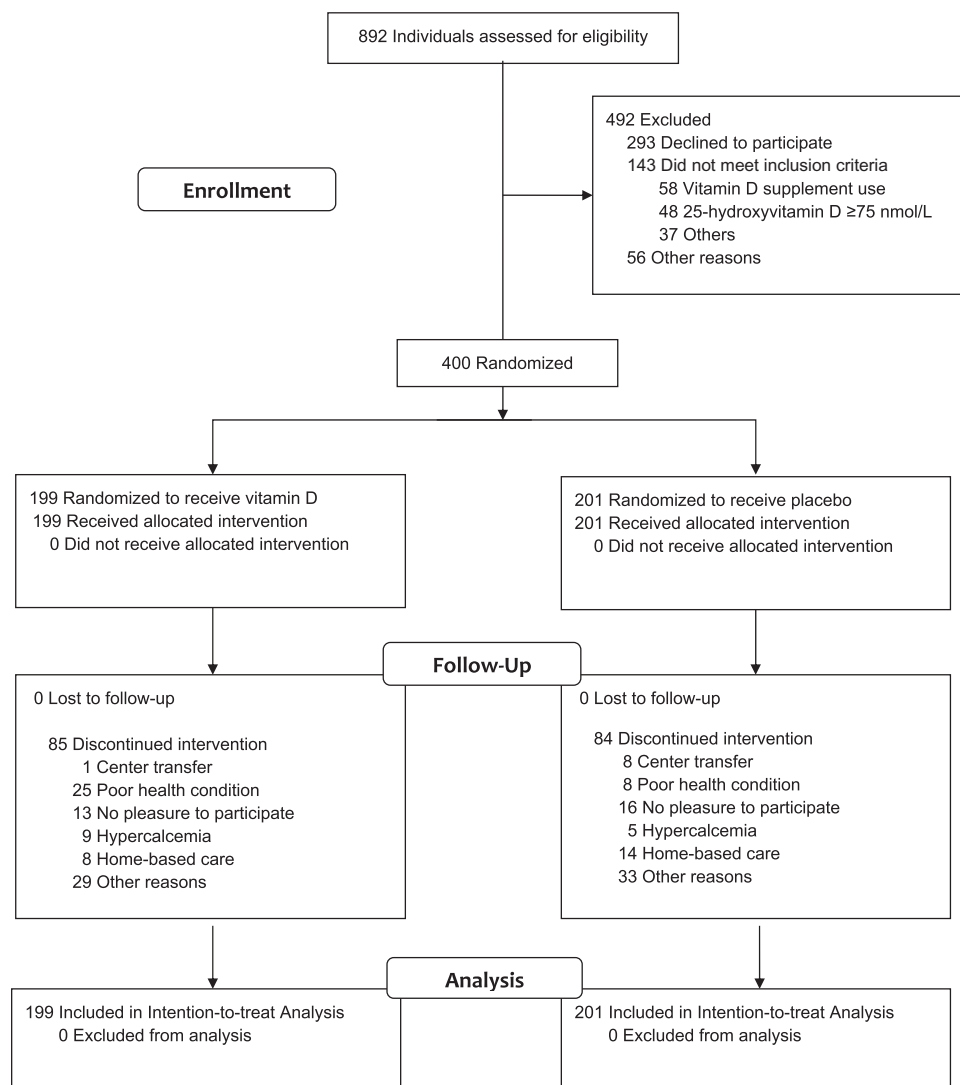 892 Individuals assessed for eligibility
492 Excluded
293 Declined to participate
143 Did not meet inclusion criteria
58 Vitamin D supplement use
48 25-hydroxyvitamin D ≥75 nmol/L
37 Others
56 Other reasons
Enrollment
400 Randomized
199 Randomized to receive vitamin D
199 Received allocated intervention
0 Did not receive allocated intervention
201 Randomized to receive placebo
201 Received allocated intervention
0 Did not receive allocated intervention
Follow-Up
0 Lost to follow-up
85 Discontinued intervention
1 Center transfer
25 Poor health condition
13 No pleasure to participate
9 Hypercalcemia
8 Home-based care
29 Other reasons
0 Lost to follow-up
84 Discontinued intervention
8 Center transfer
8 Poor health condition
16 No pleasure to participate
5 Hypercalcemia
14 Home-based care
33 Other reasons
Analysis
199 Included in Intention-to-treat Analysis
0 Excluded from analysis
201 Included in Intention-to-treat Analysis
0 Excluded from analysis